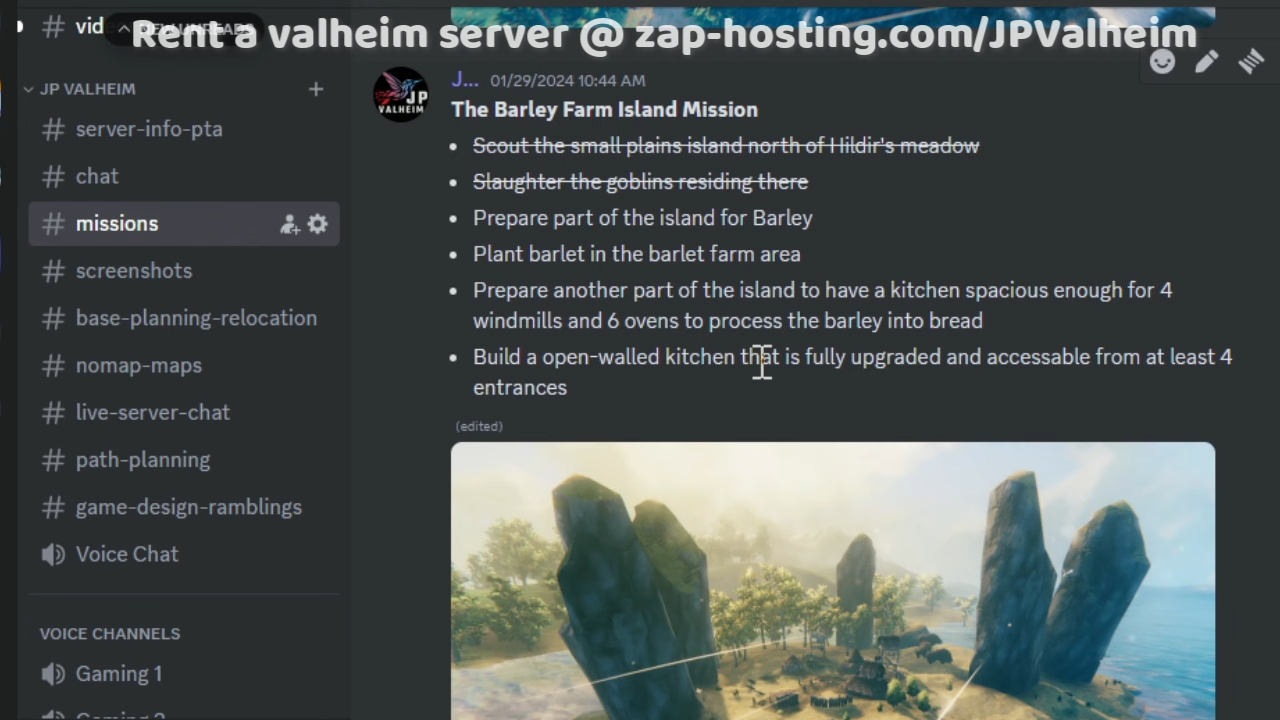 Rent a valheim server @ zap-hosting.com/JPValheim
vid
JP VALHEIM
server-info-pta
chat
missions
screenshots
base-planning-relocation
nomap-maps
live-server-chat
path-planning
game-design-ramblings
Voice Chat
VOICE CHANNELS
Gaming 1
JP
VALHEIM
J... 01/29/2024 10:44 AM
The Barley Farm Island Mission
Scout the small plains island north of Hildir's meadow
Slaughter the goblins residing there
Prepare part of the island for Barley
Plant barlet in the barlet farm area
Prepare another part of the island to have a kitchen spacious enough for 4
windmills and 6 ovens to process the barley into bread
Build a open-walled kitchen that is fully upgraded and accessable from at least 4
entrances
(edited)